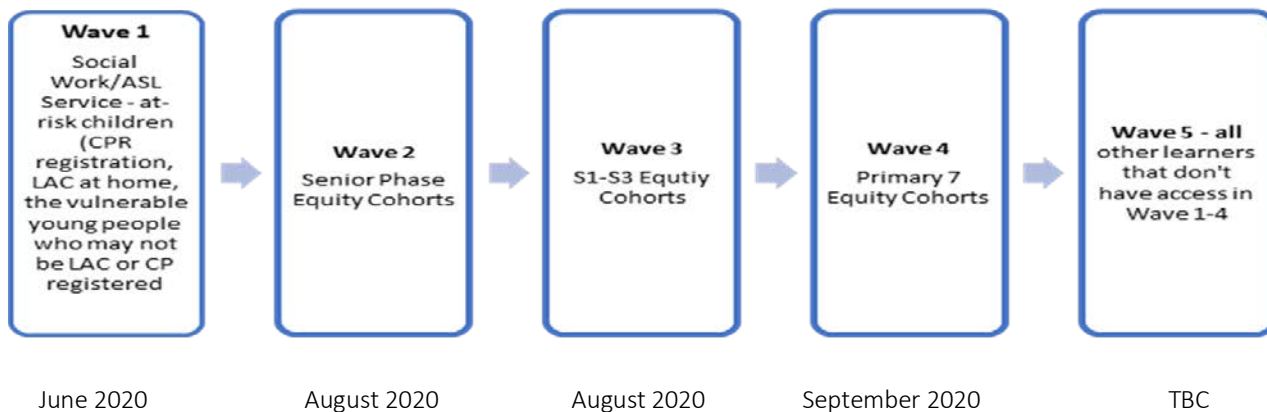 Wave 1
Social
Work/ASL
Service - at-
risk children
(CPR
registration,
LAC at home,
the vulnerable
young people
who may not
be LAC or CP
registered
Wave 2
Senior Phase
Equity Cohorts
Wave 3
S1-S3 Equtiy
Cohorts
Wave 4
Primary 7
Equity Cohorts
Wave 5 - all
other learners
that don't
have access in
Wave 1-4
June 2020
August 2020
August 2020
September 2020
TBC